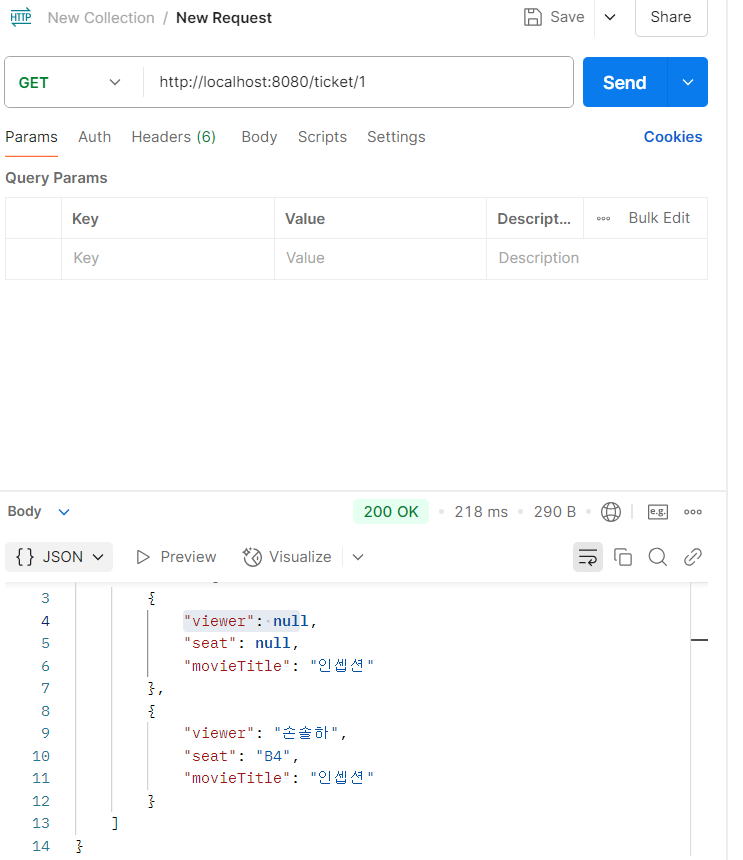 HTTP New Collection / New Request Save Share
GET http://localhost:8080/ticket/1 Send
Params Auth Headers (6) Body Scripts Settings Cookies
Query Params
Key Value Descript... Bulk Edit
Key Value Description
Body 200 OK 218 ms 290 B e.g.
{} JSON Preview Visualize
3 {
4 "viewer": null,
5 "seat": null,
6 "movieTitle": "인셉션"
7 },
8 {
9 "viewer": "손솔하",
10 "seat": "B4",
11 "movieTitle": "인셉션"
12 }
13 ]
14 }